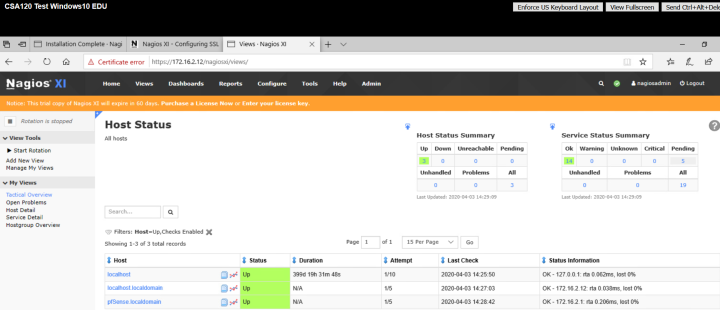 CSA120 Test Windows10 EDU
Enforce US Keyboard Layout View Fullscreen Send Ctrl+Alt+Dele
Installation Complete - Nagi Nagios XI - Configuring SSL Views · Nagios XI
Certificate error https://172.16.2.12/nagiosxi/views/
Nagios® XI Home Views Dashboards Reports Configure Tools Help Admin nagiosadmin Logout
Notice: This trial copy of Nagios XI will expire in 60 days. Purchase a License Now or Enter your license key.
Rotation is stopped
View Tools
Start Rotation
Add New View
Manage My Views
My Views
Tactical Overview
Open Problems
Host Detail
Service Detail
Hostgroup Overview
Host Status
All hosts
Host Status Summary
Up Down Unreachable Pending
3 0 0 0
Unhandled Problems All
0 0 3
Last Updated: 2020-04-03 14:29:09
Service Status Summary
Ok Warning Unknown Critical Pending
14 0 0 0 5
Unhandled Problems All
0 0 19
Last Updated: 2020-04-03 14:29:09
Search...
Filters: Host=Up,Checks Enabled
Showing 1-3 of 3 total records
Page 1 of 1 15 Per Page Go
Host Status Duration Attempt Last Check Status Information
localhost Up 399d 19h 31m 48s 1/10 2020-04-03 14:25:50 OK - 127.0.0.1: rta 0.062ms, lost 0%
localhost.localdomain Up N/A 1/5 2020-04-03 14:27:03 OK - 172.16.2.12: rta 0.038ms, lost 0%
pfSense.localdomain Up N/A 1/5 2020-04-03 14:28:42 OK - 172.16.2.1: rta 0.206ms, lost 0%